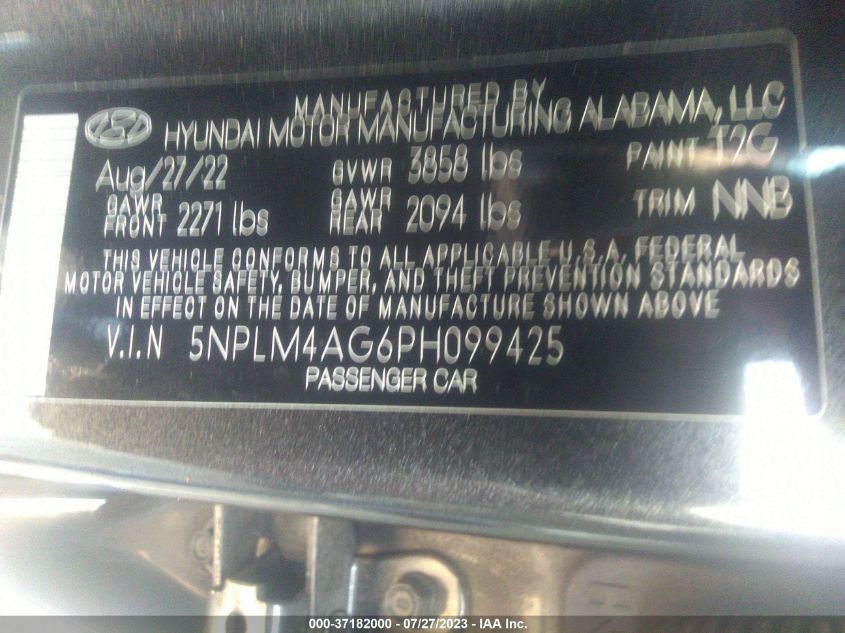 MANUFACTURED BY
HYUNDAI MOTOR MANUFACTURING ALABAMA, LLC
Aug/27/22 GVWR 3858 lbs PAINT T2G
GAWR FRONT 2271 lbs GAWR REAR 2094 lbs TRIM NNB
THIS VEHICLE CONFORMS TO ALL APPLICABLE U.S.A. FEDERAL
MOTOR VEHICLE SAFETY, BUMPER, AND THEFT PREVENTION STANDARDS
IN EFFECT ON THE DATE OF MANUFACTURE SHOWN ABOVE
V.I.N 5NPLM4AG6PH099425
PASSENGER CAR
000-37182000 - 07/27/2023 - IAA Inc.